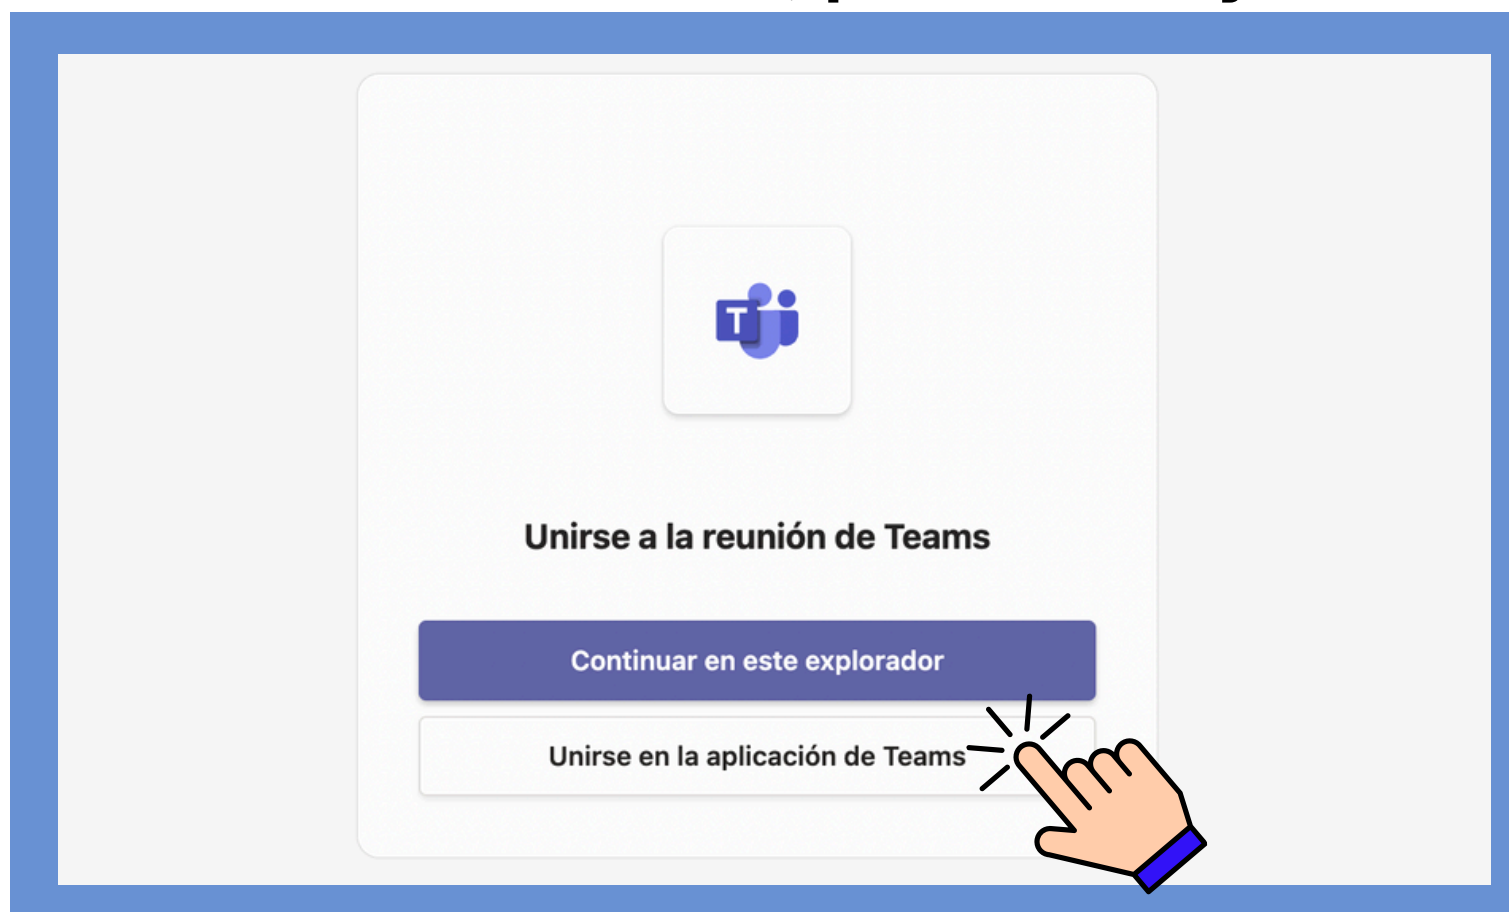 T
Unirse a la reunión de Teams
Continuar en este explorador
Unirse en la aplicación de Teams